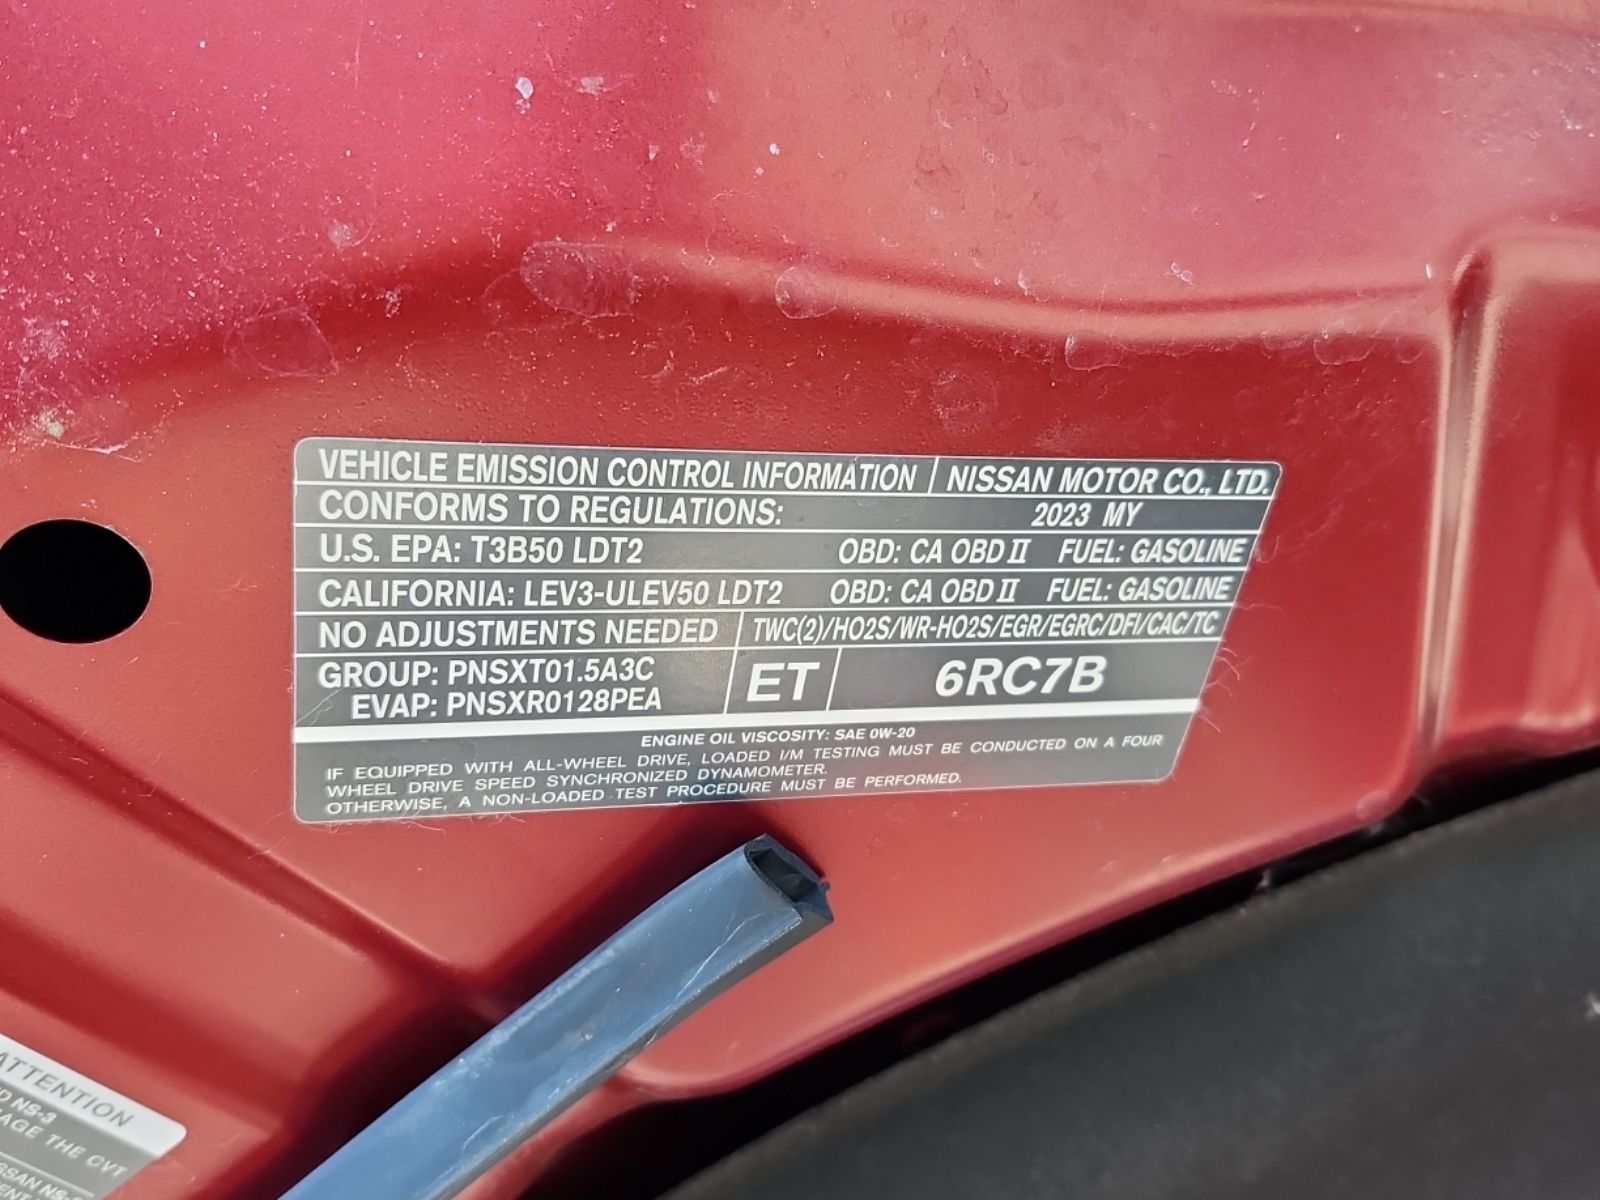 VEHICLE EMISSION CONTROL INFORMATION NISSAN MOTOR CO., LTD.
CONFORMS TO REGULATIONS: 2023 MY
U.S. EPA: T3B50 LDT2 OBD: CA OBD II FUEL: GASOLINE
CALIFORNIA: LEV3-ULEV50 LDT2 OBD: CA OBD II FUEL: GASOLINE
NO ADJUSTMENTS NEEDED TWC(2)/HO2S/WR-HO2S/EGR/EGRC/DFI/CAC/TC
GROUP: PNSXT01.5A3C
EVAP: PNSXR0128PEA
ET 6RC7B
ENGINE OIL VISCOSITY: SAE 0W-20
IF EQUIPPED WITH ALL-WHEEL DRIVE, LOADED I/M TESTING MUST BE CONDUCTED ON A FOUR
WHEEL DRIVE SPEED SYNCHRONIZED DYNAMOMETER.
OTHERWISE, A NON-LOADED TEST PROCEDURE MUST BE PERFORMED.
ATTENTION
NS-3
THE CVT